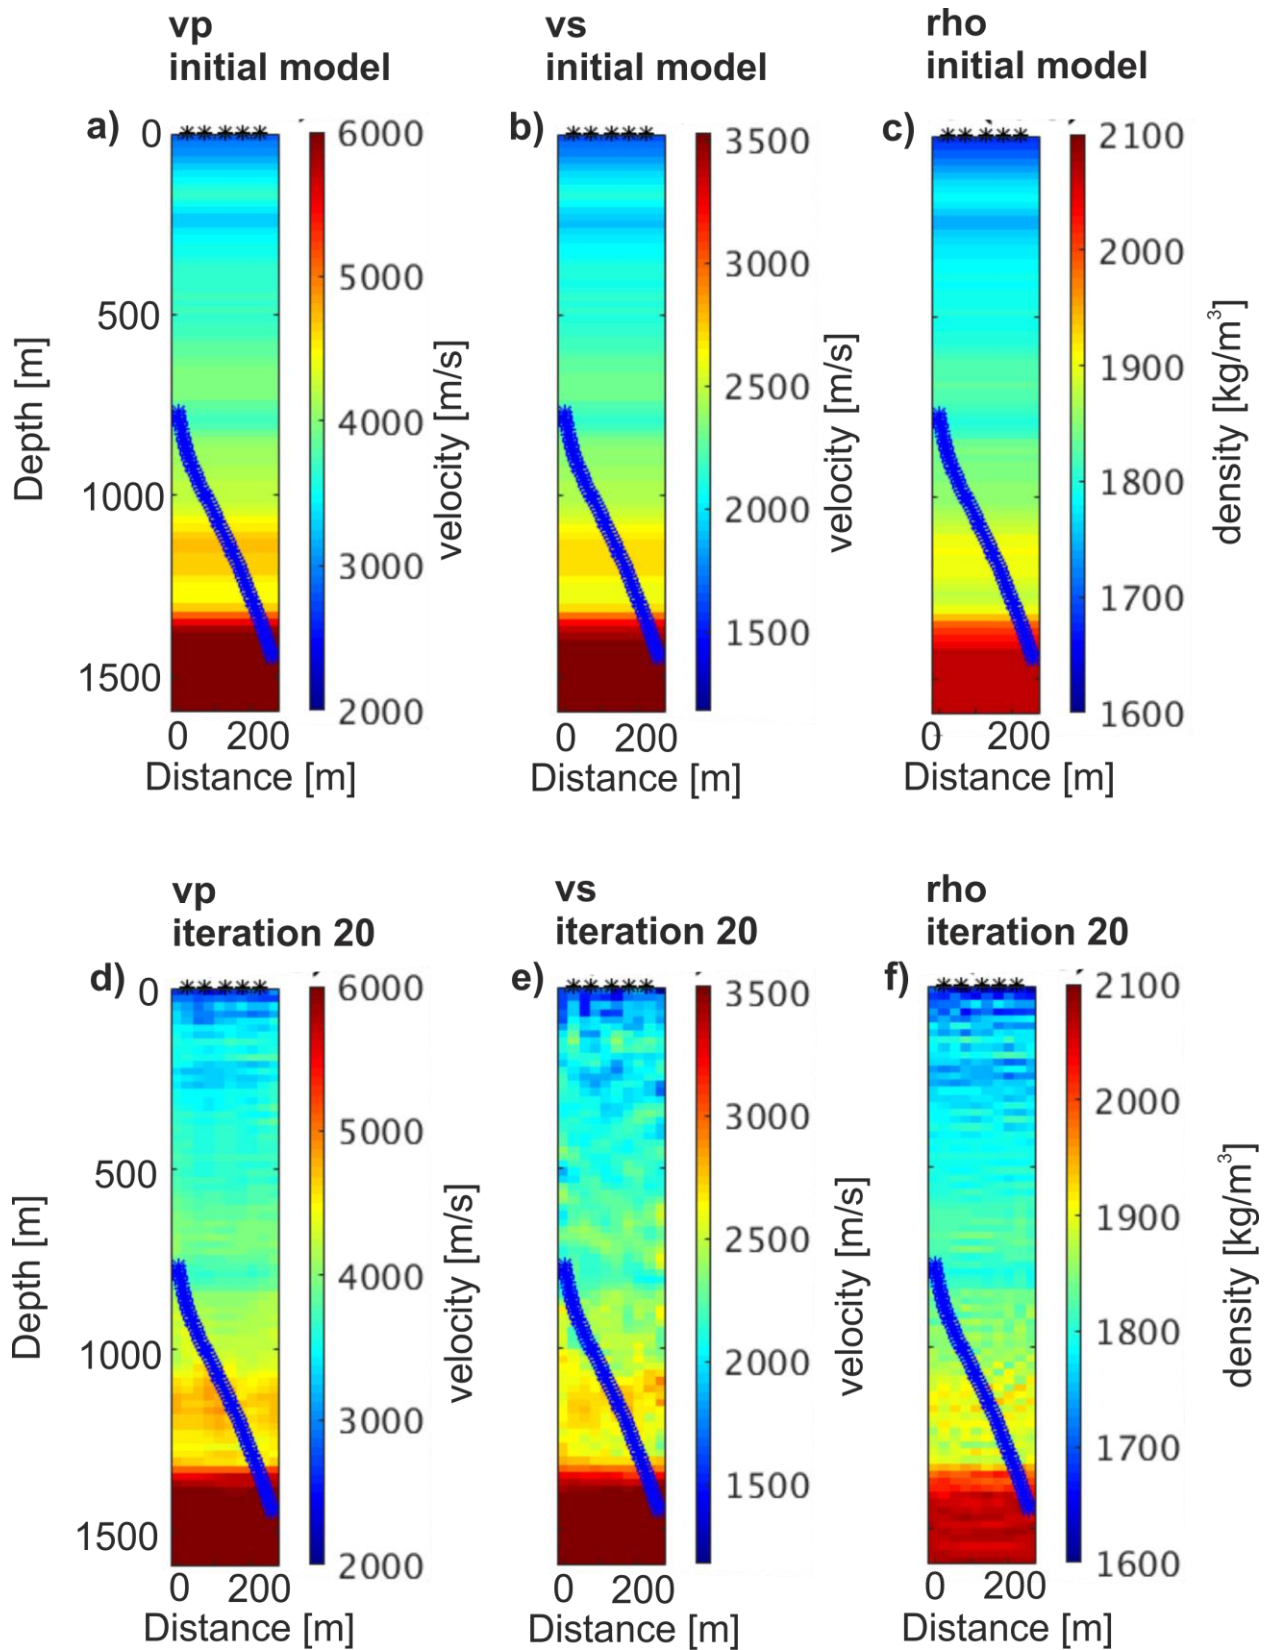 vp
initial model
vs
initial model
rho
initial model
a)
0
500
1000
1500
Depth [m]
0 200
Distance [m]
6000
5000
4000
3000
2000
velocity [m/s]
b)
0 200
Distance [m]
3500
3000
2500
2000
1500
velocity [m/s]
c)
0 200
Distance [m]
2100
2000
1900
1800
1700
1600
density [kg/m³]
vp
iteration 20
vs
iteration 20
rho
iteration 20
d)
0
500
1000
1500
Depth [m]
0 200
Distance [m]
6000
5000
4000
3000
2000
velocity [m/s]
e)
0 200
Distance [m]
3500
3000
2500
2000
1500
velocity [m/s]
f)
0 200
Distance [m]
2100
2000
1900
1800
1700
1600
density [kg/m³]